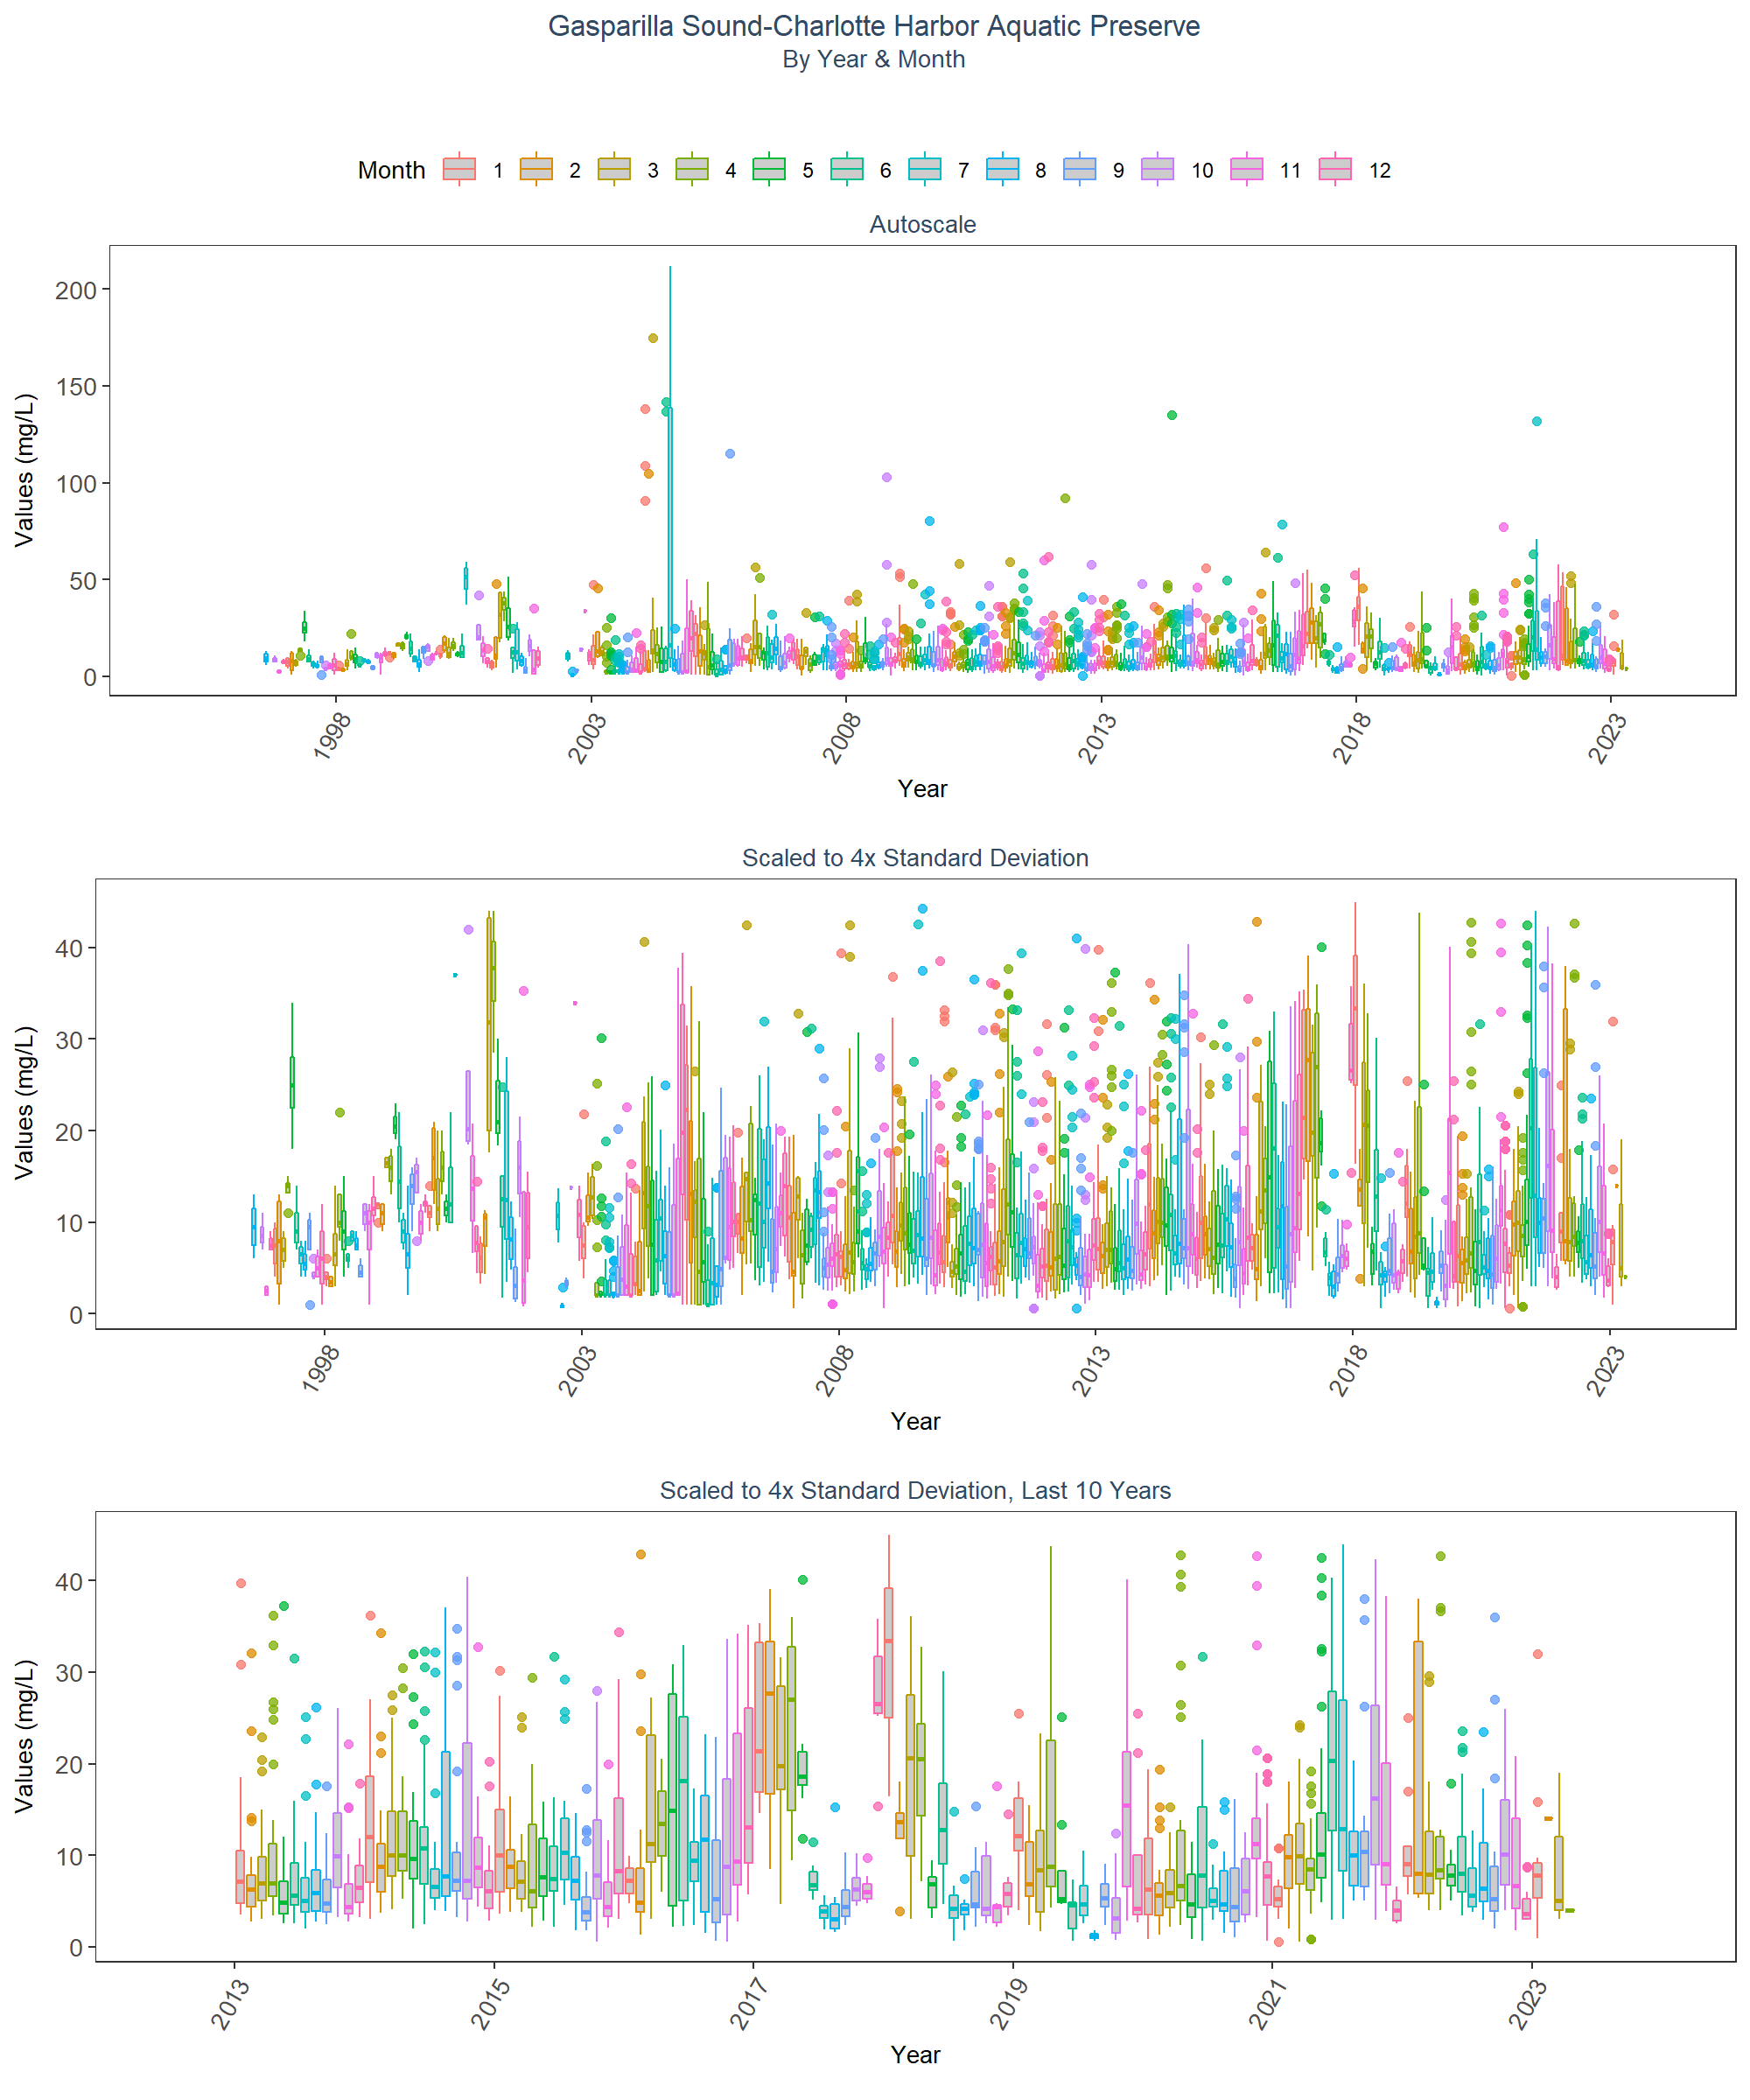 Gasparilla Sound-Charlotte Harbor Aquatic Preserve
By Year & Month
Month 1 2 3 4 5 6 7 8 9 10 11 12
Autoscale
Values (mg/L)
200
150
100
50
0
1998 2003 2008 2013 2018 2023
Year
Scaled to 4x Standard Deviation
Values (mg/L)
40
30
20
10
0
1998 2003 2008 2013 2018 2023
Year
Scaled to 4x Standard Deviation, Last 10 Years
Values (mg/L)
40
30
20
10
0
2013 2015 2017 2019 2021 2023
Year